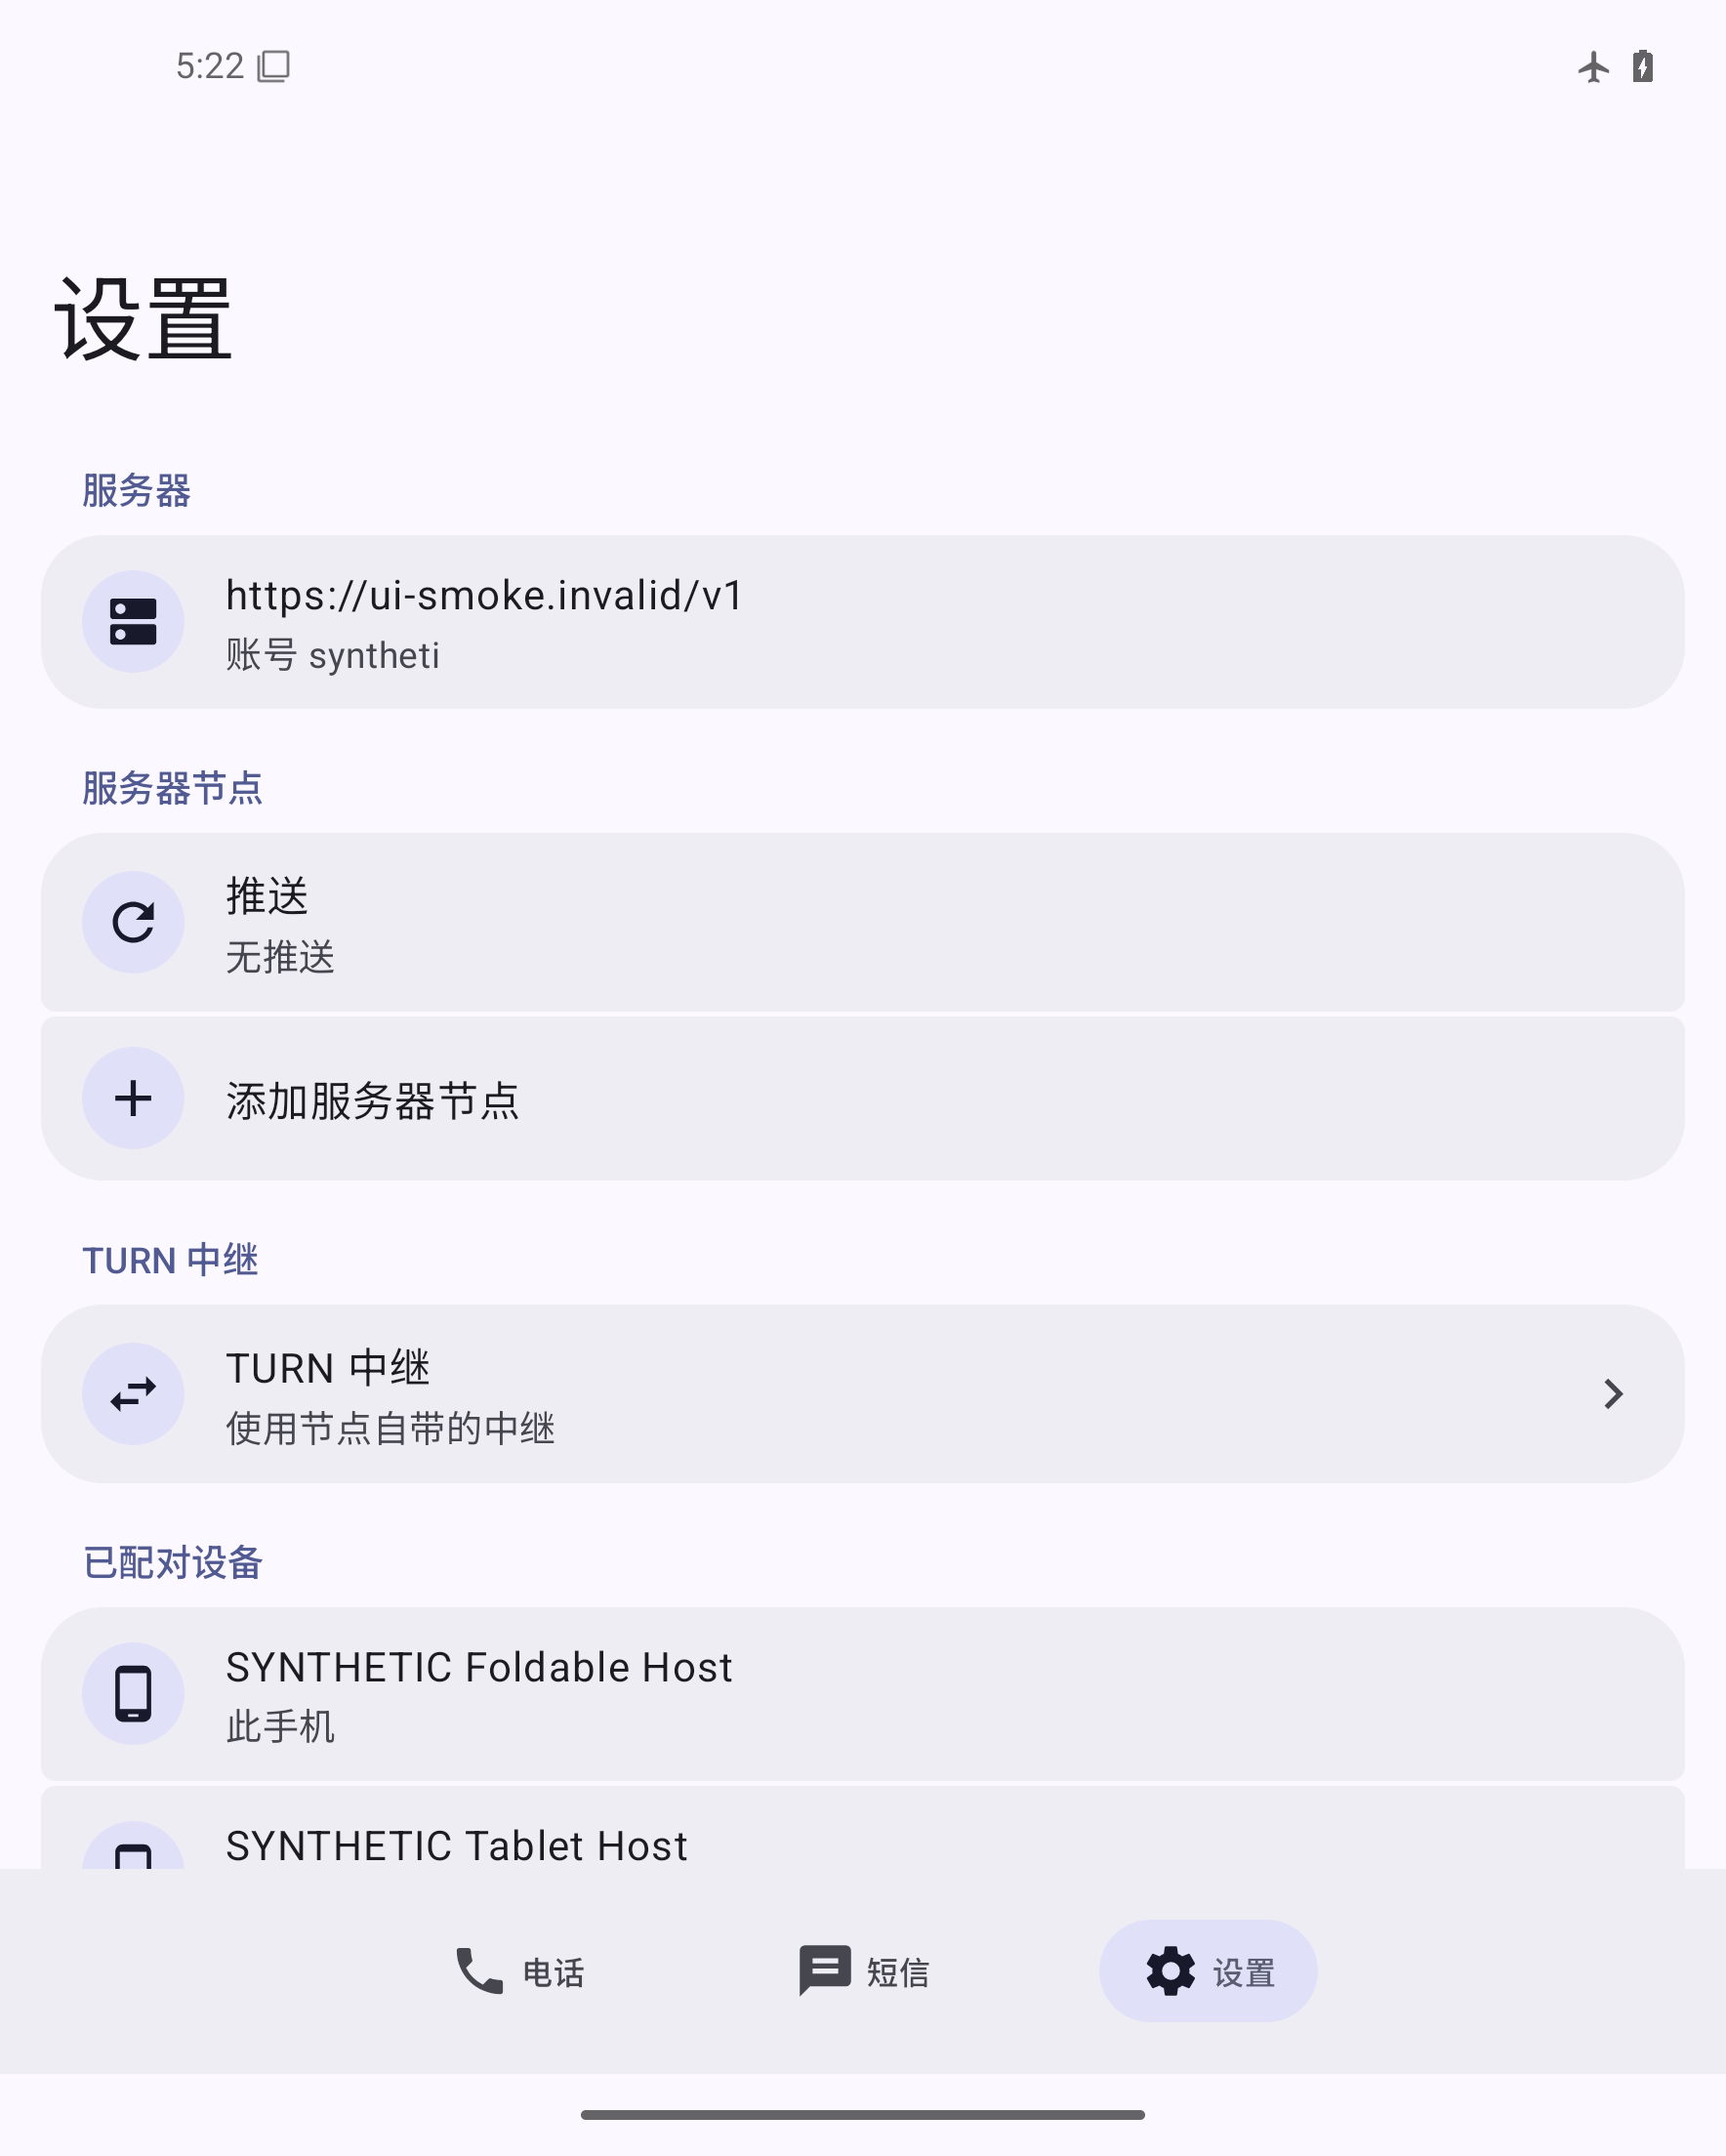 5:22
设置
服务器
https://ui-smoke.invalid/v1
账号 syntheti
服务器节点
推送
无推送
添加服务器节点
TURN 中继
TURN 中继
使用节点自带的中继
已配对设备
SYNTHETIC Foldable Host
此手机
SYNTHETIC Tablet Host
电话
短信
设置